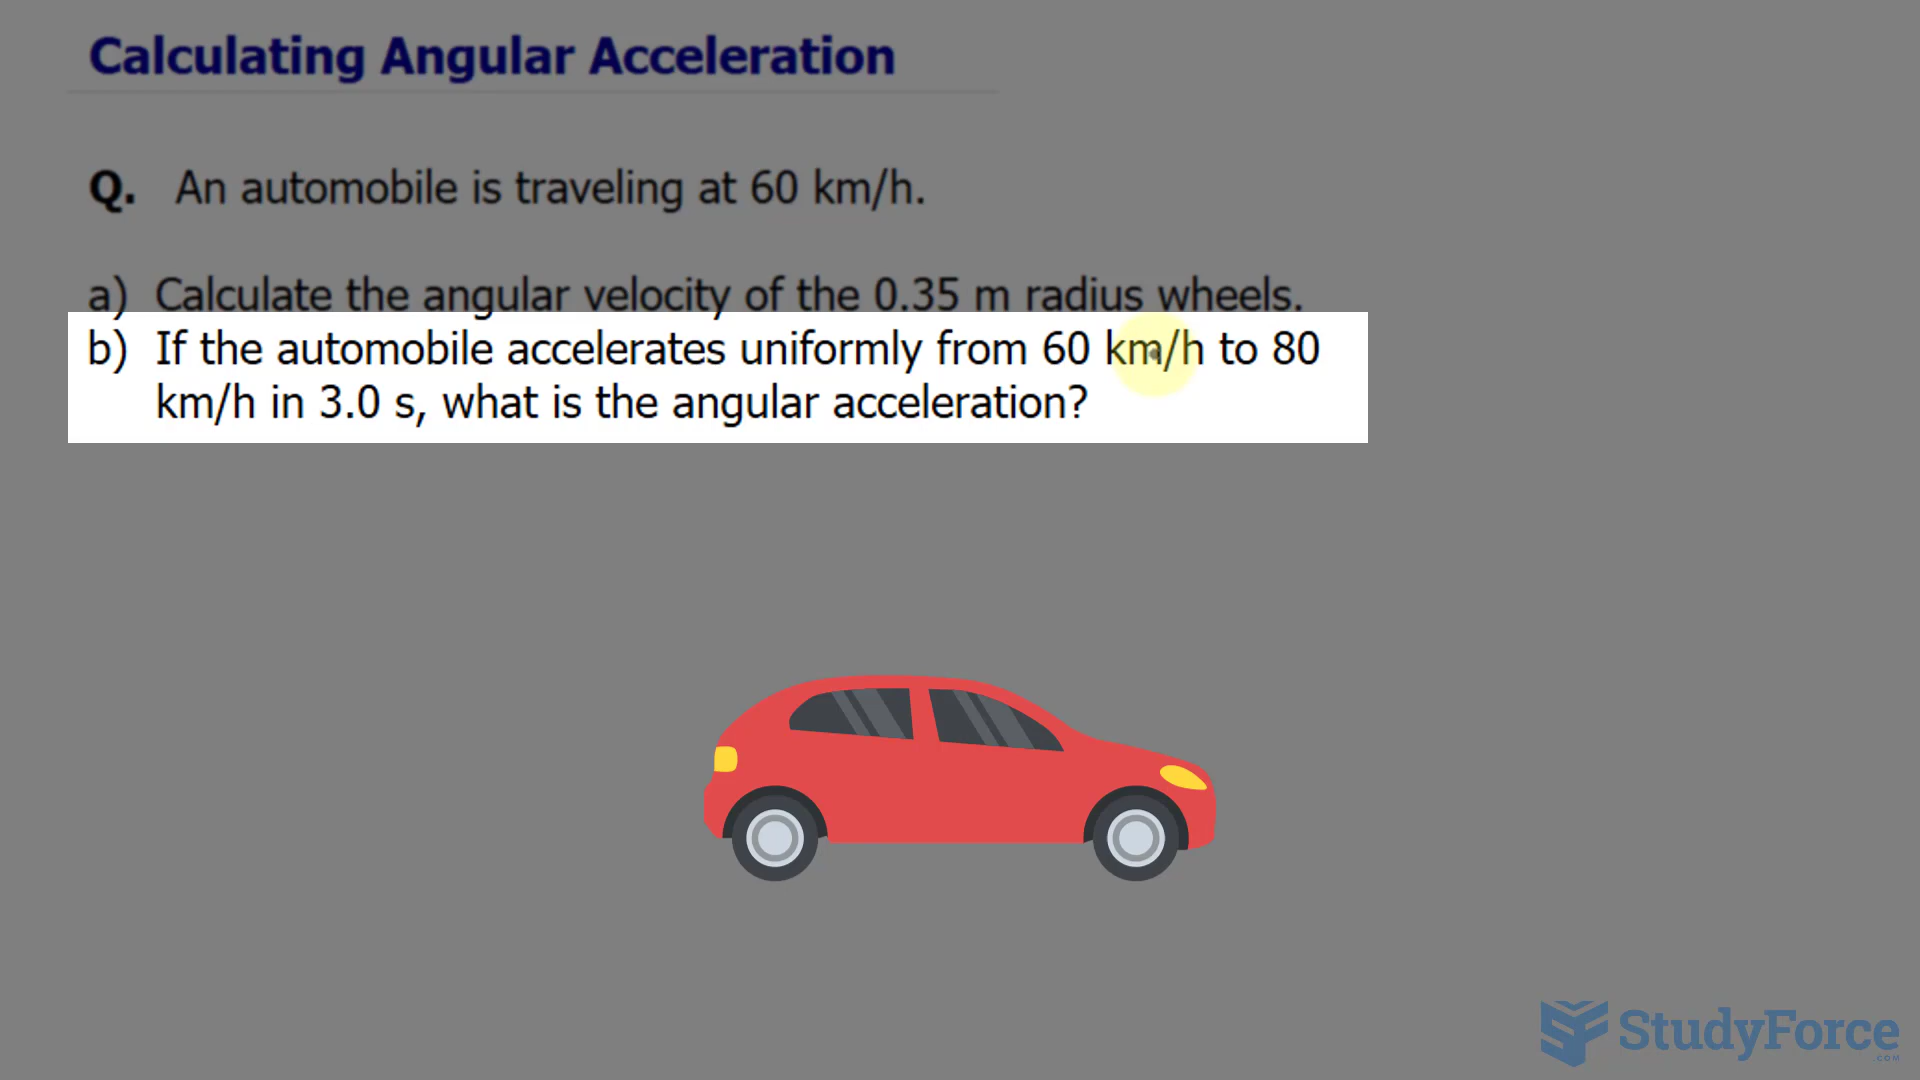 Calculating Angular Acceleration
Q. An automobile is traveling at 60 km/h.
a) Calculate the angular velocity of the 0.35 m radius wheels.
b) If the automobile accelerates uniformly from 60 km/h to 80
km/h in 3.0 s, what is the angular acceleration?
StudyForce
.COM